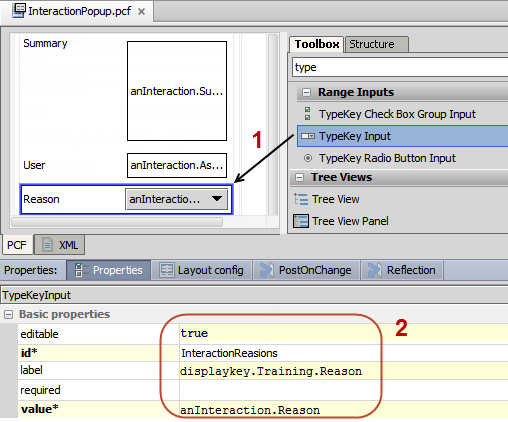 InteractionPopup.pcf ×
Summary
anInteraction.Su...
User
anInteraction.As...
Reason
anInteractio...
PCF
XML
1
Toolbox
Structure
type
Range Inputs
TypeKey Check Box Group Input
TypeKey Input
TypeKey Radio Button Input
Tree Views
Tree View
Tree View Panel
Properties: Properties Layout config PostOnChange Reflection
TypeKeyInput
Basic properties
editable true
2
id* InteractionReasions
label displaykey.Training.Reason
required
value* anInteraction.Reason